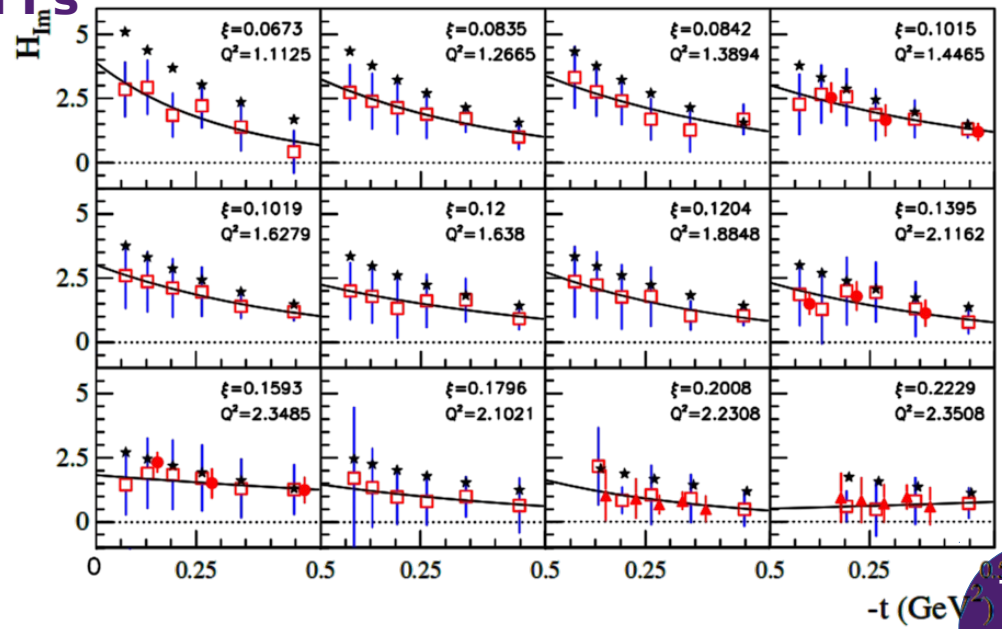 H_Im
ξ=0.0673
Q²=1.1125
ξ=0.0835
Q²=1.2665
ξ=0.0842
Q²=1.3894
ξ=0.1015
Q²=1.4465
5
2.5
0
ξ=0.1019
Q²=1.6279
ξ=0.12
Q²=1.638
ξ=0.1204
Q²=1.8848
ξ=0.1395
Q²=2.1162
5
2.5
0
ξ=0.1593
Q²=2.3485
ξ=0.1796
Q²=2.1021
ξ=0.2008
Q²=2.2308
ξ=0.2229
Q²=2.3508
5
2.5
0
0 0.25 0.5 0.25 0.5 0.25 0.5 0.25
-t (GeV²)